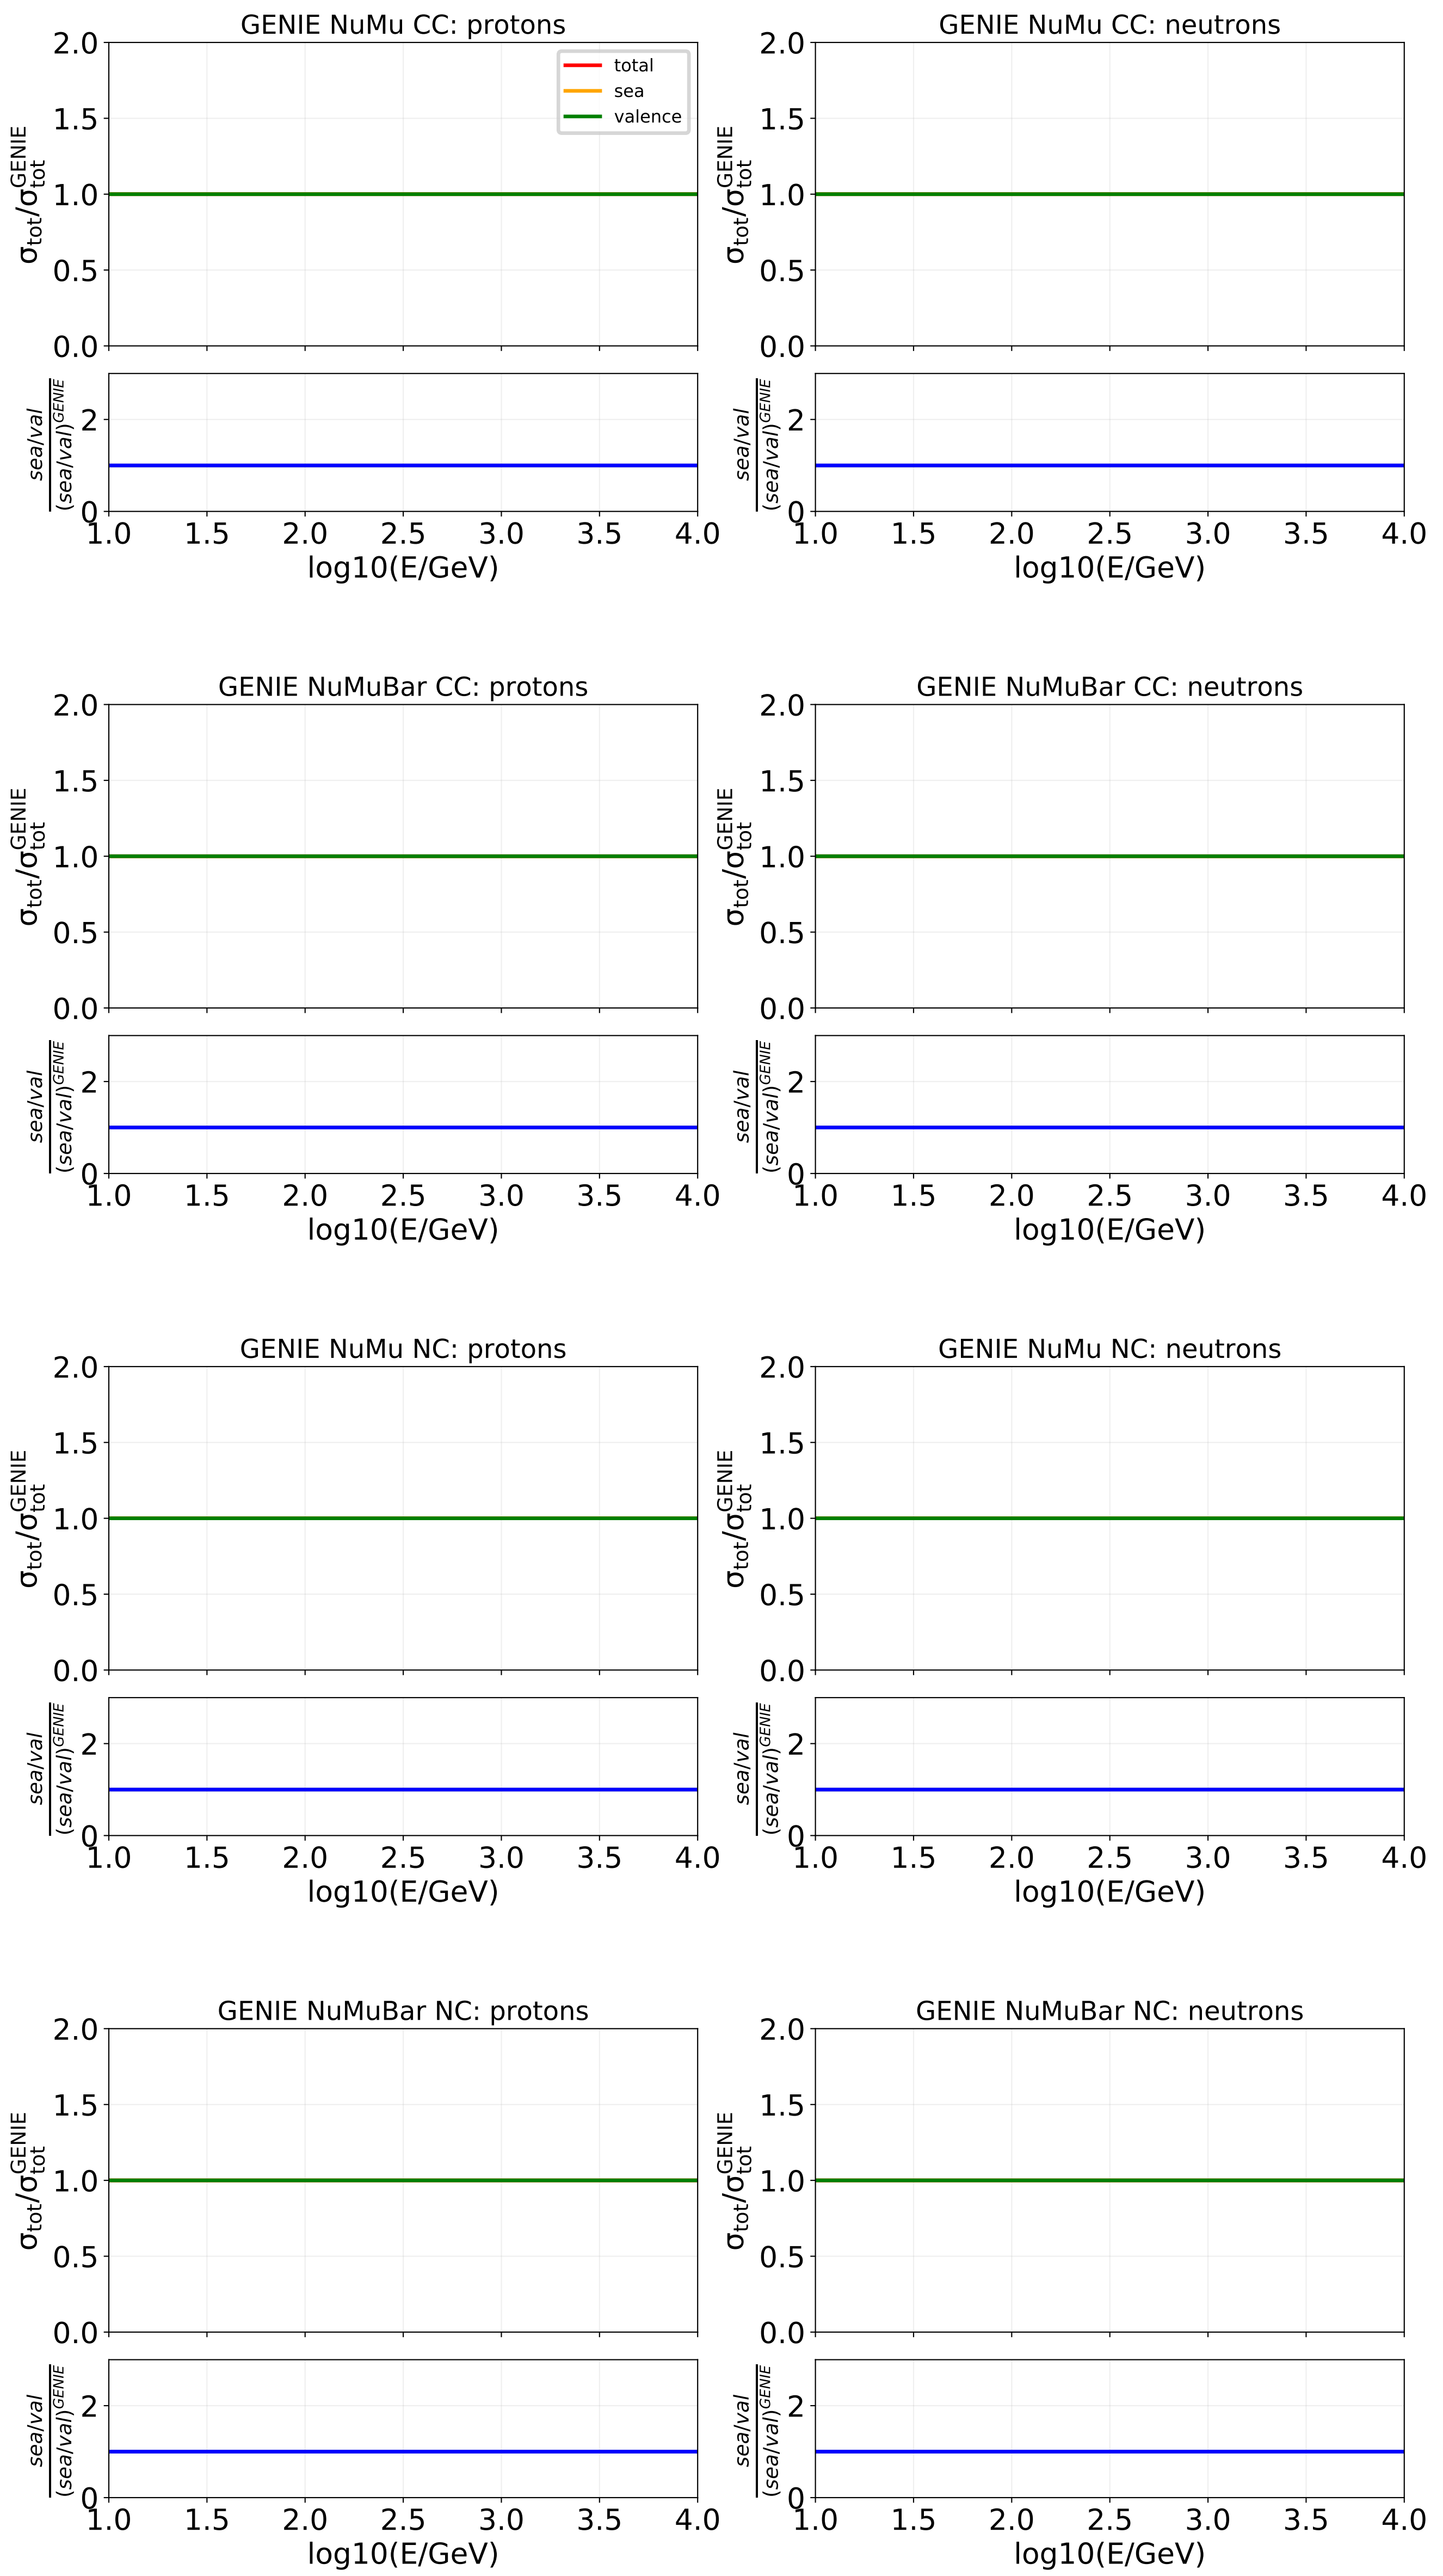 GENIE NuMu CC: protons
2.0
1.5
1.0
0.5
0.0
σtot/σtot^GENIE
total
sea
valence
sea/val
(sea/val)^GENIE
2
0
1.0 1.5 2.0 2.5 3.0 3.5 4.0
log10(E/GeV)
GENIE NuMu CC: neutrons
2.0
1.5
1.0
0.5
0.0
σtot/σtot^GENIE
sea/val
(sea/val)^GENIE
2
0
1.0 1.5 2.0 2.5 3.0 3.5 4.0
log10(E/GeV)
GENIE NuMuBar CC: protons
2.0
1.5
1.0
0.5
0.0
σtot/σtot^GENIE
sea/val
(sea/val)^GENIE
2
0
1.0 1.5 2.0 2.5 3.0 3.5 4.0
log10(E/GeV)
GENIE NuMuBar CC: neutrons
2.0
1.5
1.0
0.5
0.0
σtot/σtot^GENIE
sea/val
(sea/val)^GENIE
2
0
1.0 1.5 2.0 2.5 3.0 3.5 4.0
log10(E/GeV)
GENIE NuMu NC: protons
2.0
1.5
1.0
0.5
0.0
σtot/σtot^GENIE
sea/val
(sea/val)^GENIE
2
0
1.0 1.5 2.0 2.5 3.0 3.5 4.0
log10(E/GeV)
GENIE NuMu NC: neutrons
2.0
1.5
1.0
0.5
0.0
σtot/σtot^GENIE
sea/val
(sea/val)^GENIE
2
0
1.0 1.5 2.0 2.5 3.0 3.5 4.0
log10(E/GeV)
GENIE NuMuBar NC: protons
2.0
1.5
1.0
0.5
0.0
σtot/σtot^GENIE
sea/val
(sea/val)^GENIE
2
0
1.0 1.5 2.0 2.5 3.0 3.5 4.0
log10(E/GeV)
GENIE NuMuBar NC: neutrons
2.0
1.5
1.0
0.5
0.0
σtot/σtot^GENIE
sea/val
(sea/val)^GENIE
2
0
1.0 1.5 2.0 2.5 3.0 3.5 4.0
log10(E/GeV)